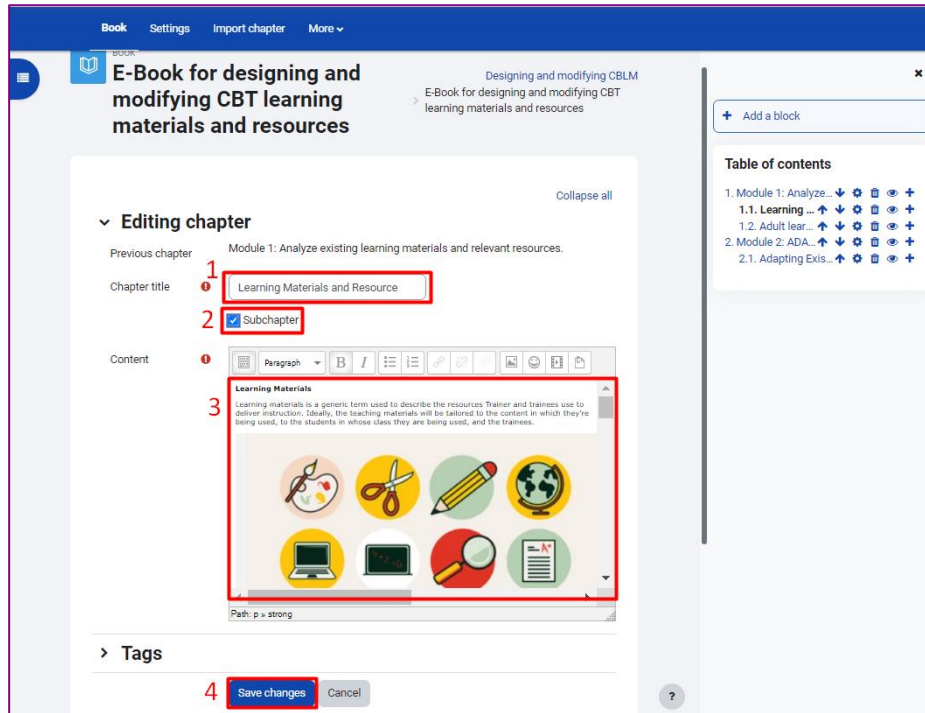 Book Settings Import chapter More
BOOK
E-Book for designing and
modifying CBT learning
materials and resources
Designing and modifying CBLM
E-Book for designing and modifying CBT
learning materials and resources
Collapse all
Editing chapter
Previous chapter Module 1: Analyze existing learning materials and relevant resources.
1
Chapter title Learning Materials and Resource
2 Subchapter
Content Paragraph B I
3
Learning Materials
Learning materials is a generic term used to describe the resources Trainer and trainees use to
deliver instruction. Ideally, the teaching materials will be tailored to the content in which they're
being used, to the students in whose class they are being used, and the trainees.
A+
Path: p » strong
Tags
4 Save changes Cancel
?
×
+ Add a block
Table of contents
1. Module 1: Analyze...
1.1. Learning ...
1.2. Adult lear...
2. Module 2: ADA...
2.1. Adapting Exis...